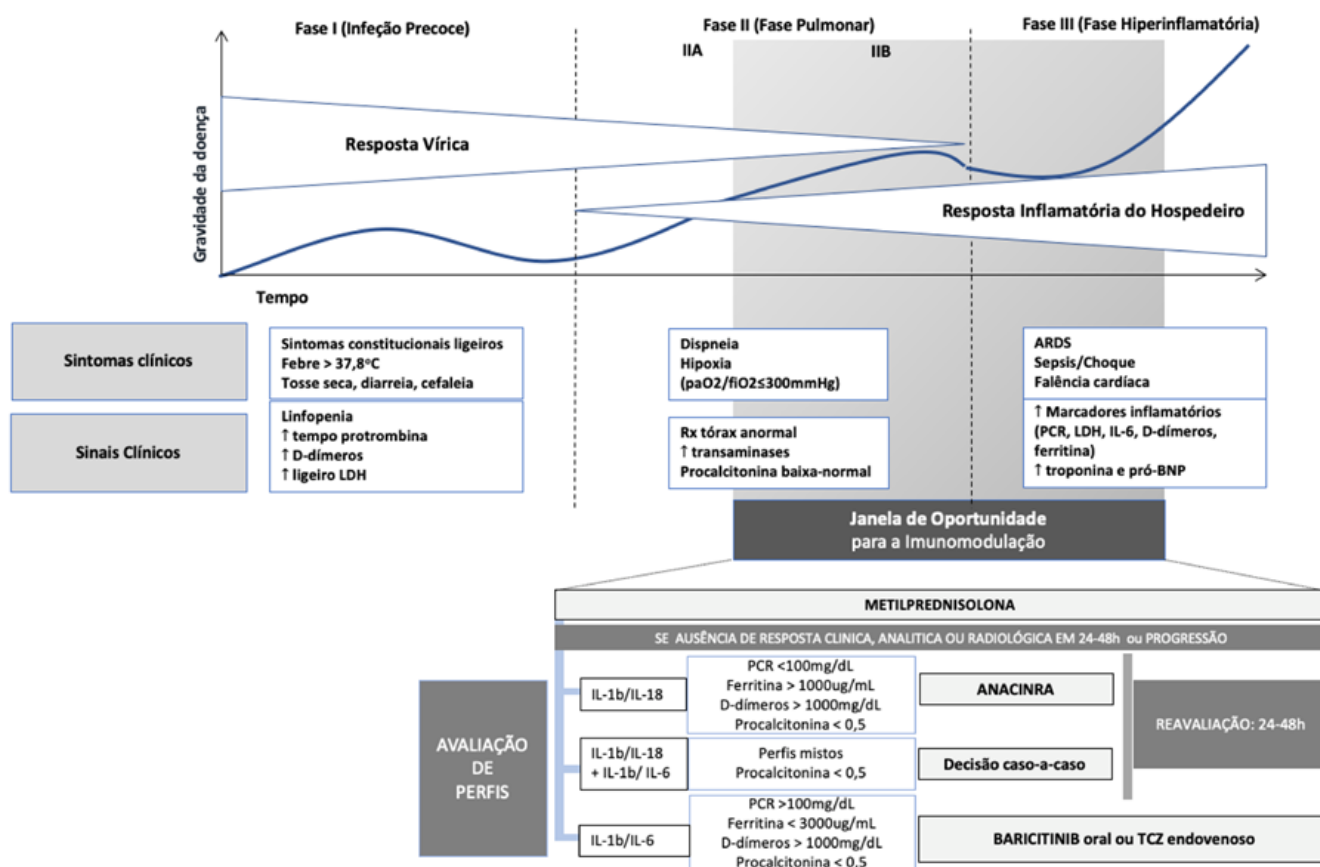 Fase I (Infeção Precoce)
Fase II (Fase Pulmonar)
Fase III (Fase Hiperinflamatória)
IIA
IIB
Gravidade da doença
Resposta Vírica
Resposta Inflamatória do Hospedeiro
Tempo
Sintomas clínicos
Sintomas constitucionais ligeiros
Febre > 37,8ºC
Tosse seca, diarreia, cefaleia
Dispneia
Hipoxia
(paO2/fiO2≤300mmHg)
ARDS
Sepsis/Choque
Falência cardíaca
Sinais Clínicos
Linfopenia
↑ tempo protrombina
↑ D-dímeros
↑ ligeiro LDH
Rx tórax anormal
↑ transaminases
Procalcitonina baixa-normal
↑ Marcadores inflamatórios
(PCR, LDH, IL-6, D-dímeros,
ferritina)
↑ troponina e pró-BNP
Janela de Oportunidade
para a Imunomodulação
METILPREDNISOLONA
SE AUSÊNCIA DE RESPOSTA CLINICA, ANALITICA OU RADIOLÓGICA EM 24-48h ou PROGRESSÃO
AVALIAÇÃO
DE
PERFIS
IL-1b/IL-18
PCR <100mg/dL
Ferritina > 1000ug/mL
D-dímeros > 1000mg/dL
Procalcitonina < 0,5
ANACINRA
REAVALIAÇÃO: 24-48h
IL-1b/IL-18
+ IL-1b/ IL-6
Perfis mistos
Procalcitonina < 0,5
Decisão caso-a-caso
IL-1b/IL-6
PCR >100mg/dL
Ferritina < 3000ug/mL
D-dímeros > 1000mg/dL
Procalcitonina < 0,5
BARICITINIB oral ou TCZ endovenoso